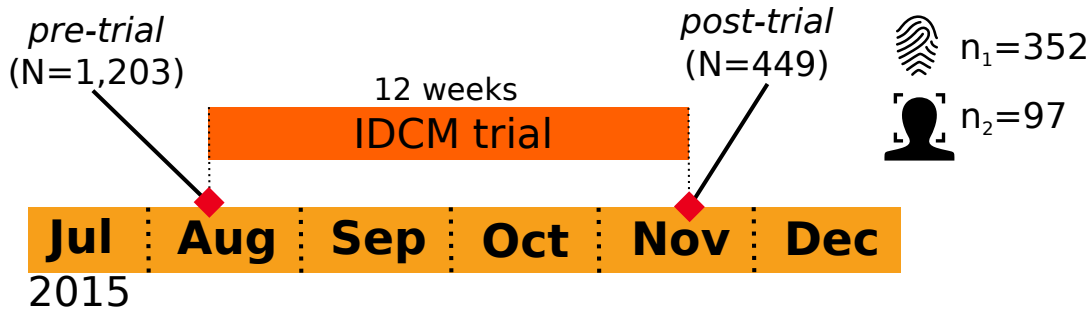 pre-trial
(N=1,203)
post-trial
(N=449)
n₁=352
n₂=97
12 weeks
IDCM trial
Jul Aug Sep Oct Nov Dec
2015